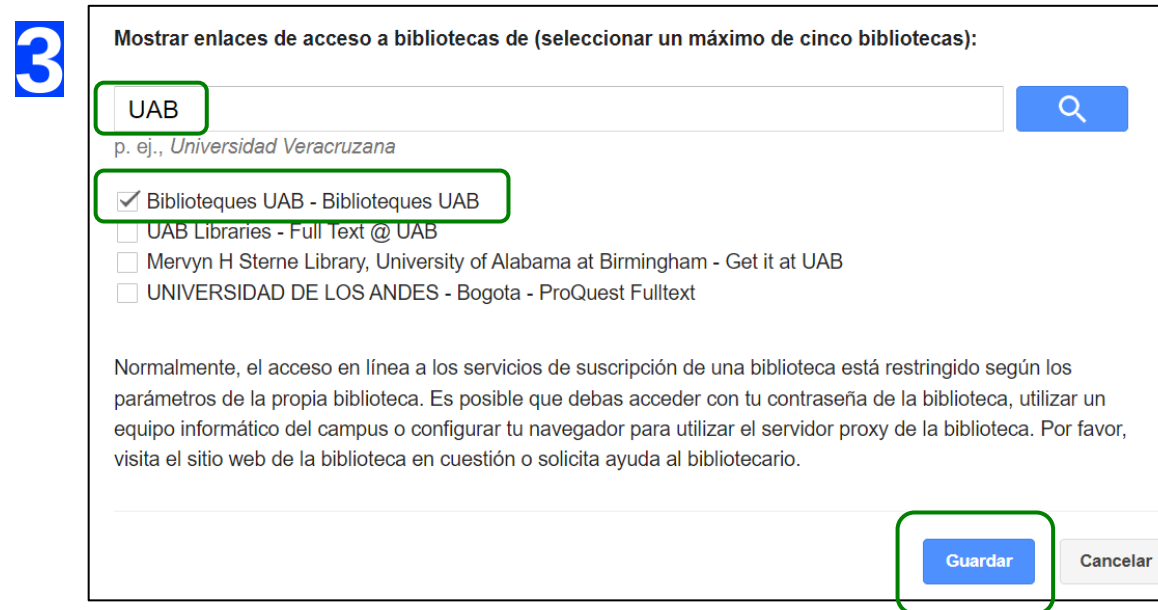 3
Mostrar enlaces de acceso a bibliotecas de (seleccionar un máximo de cinco bibliotecas):
UAB
p. ej., Universidad Veracruzana
Biblioteques UAB - Biblioteques UAB
UAB Libraries - Full Text @ UAB
Mervyn H Sterne Library, University of Alabama at Birmingham - Get it at UAB
UNIVERSIDAD DE LOS ANDES - Bogota - ProQuest Fulltext
Normalmente, el acceso en línea a los servicios de suscripción de una biblioteca está restringido según los
parámetros de la propia biblioteca. Es posible que debas acceder con tu contraseña de la biblioteca, utilizar un
equipo informático del campus o configurar tu navegador para utilizar el servidor proxy de la biblioteca. Por favor,
visita el sitio web de la biblioteca en cuestión o solicita ayuda al bibliotecario.
Guardar Cancelar